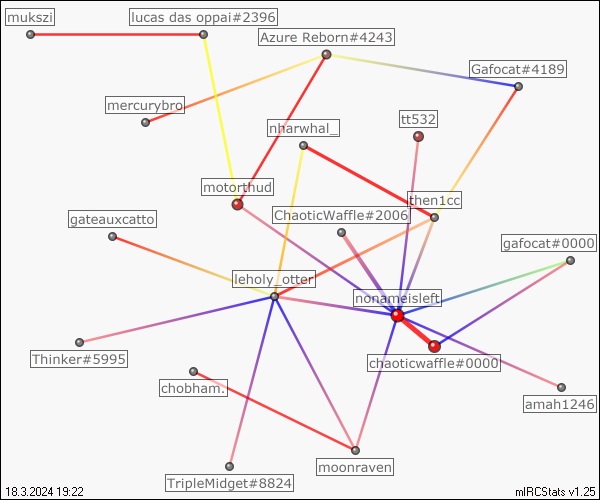 mukszi
lucas das oppai#2396
Azure Reborn#4243
Gafocat#4189
mercurybro
nharwhal_
tt532
motorthud
then1cc
ChaoticWaffle#2006
gateauxcatto
gafocat#0000
leholy_otter
nonameisleft
Thinker#5995
chaoticwaffle#0000
chobham.
amah1246
moonraven
TripleMidget#8824
18.3.2024 19:22
mIRCStats v1.25